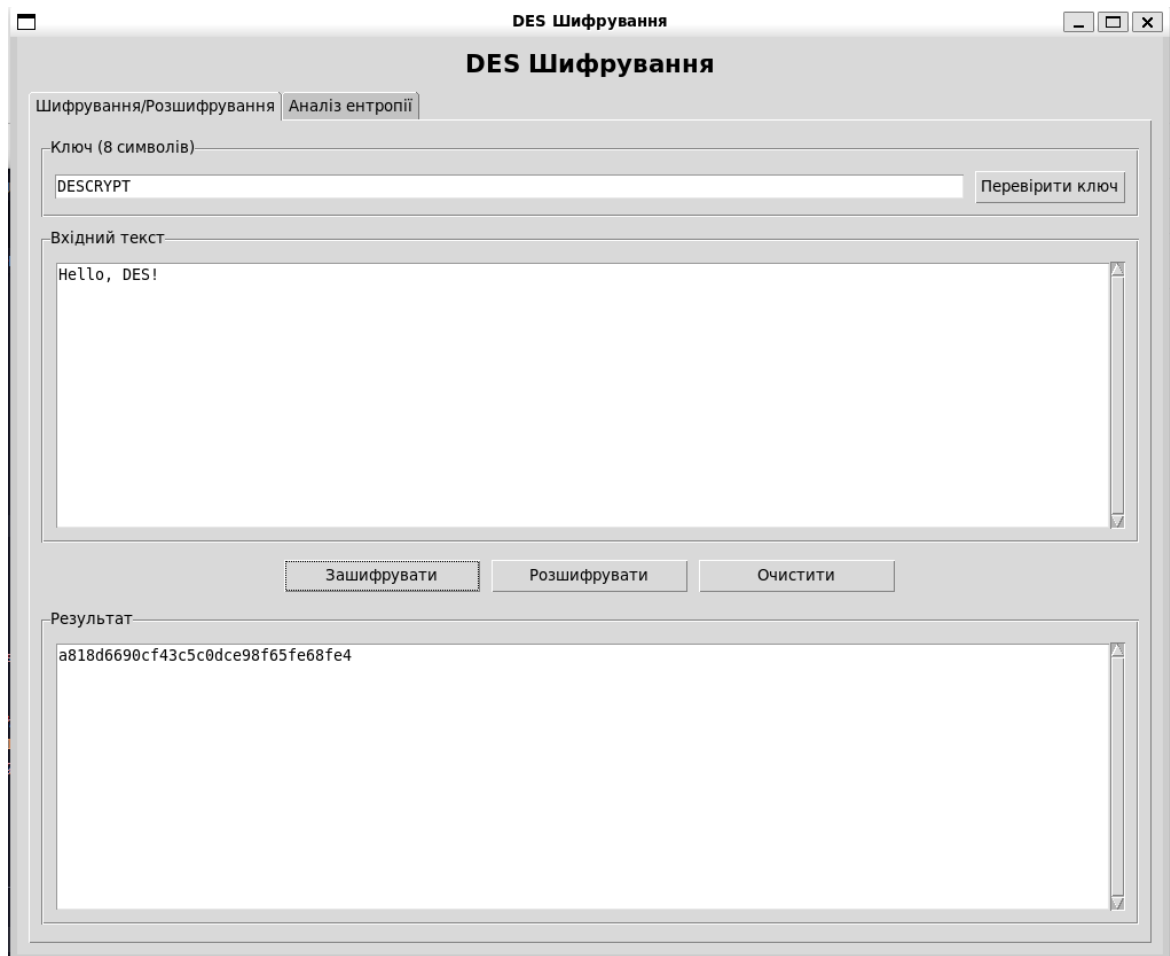 DES Шифрування
DES Шифрування
Шифрування/Розшифрування Аналіз ентропії
Ключ (8 символів)
DESCRYPT Перевірити ключ
Вхідний текст
Hello, DES!
Зашифрувати Розшифрувати Очистити
Результат
a818d6690cf43c5c0dce98f65fe68fe4